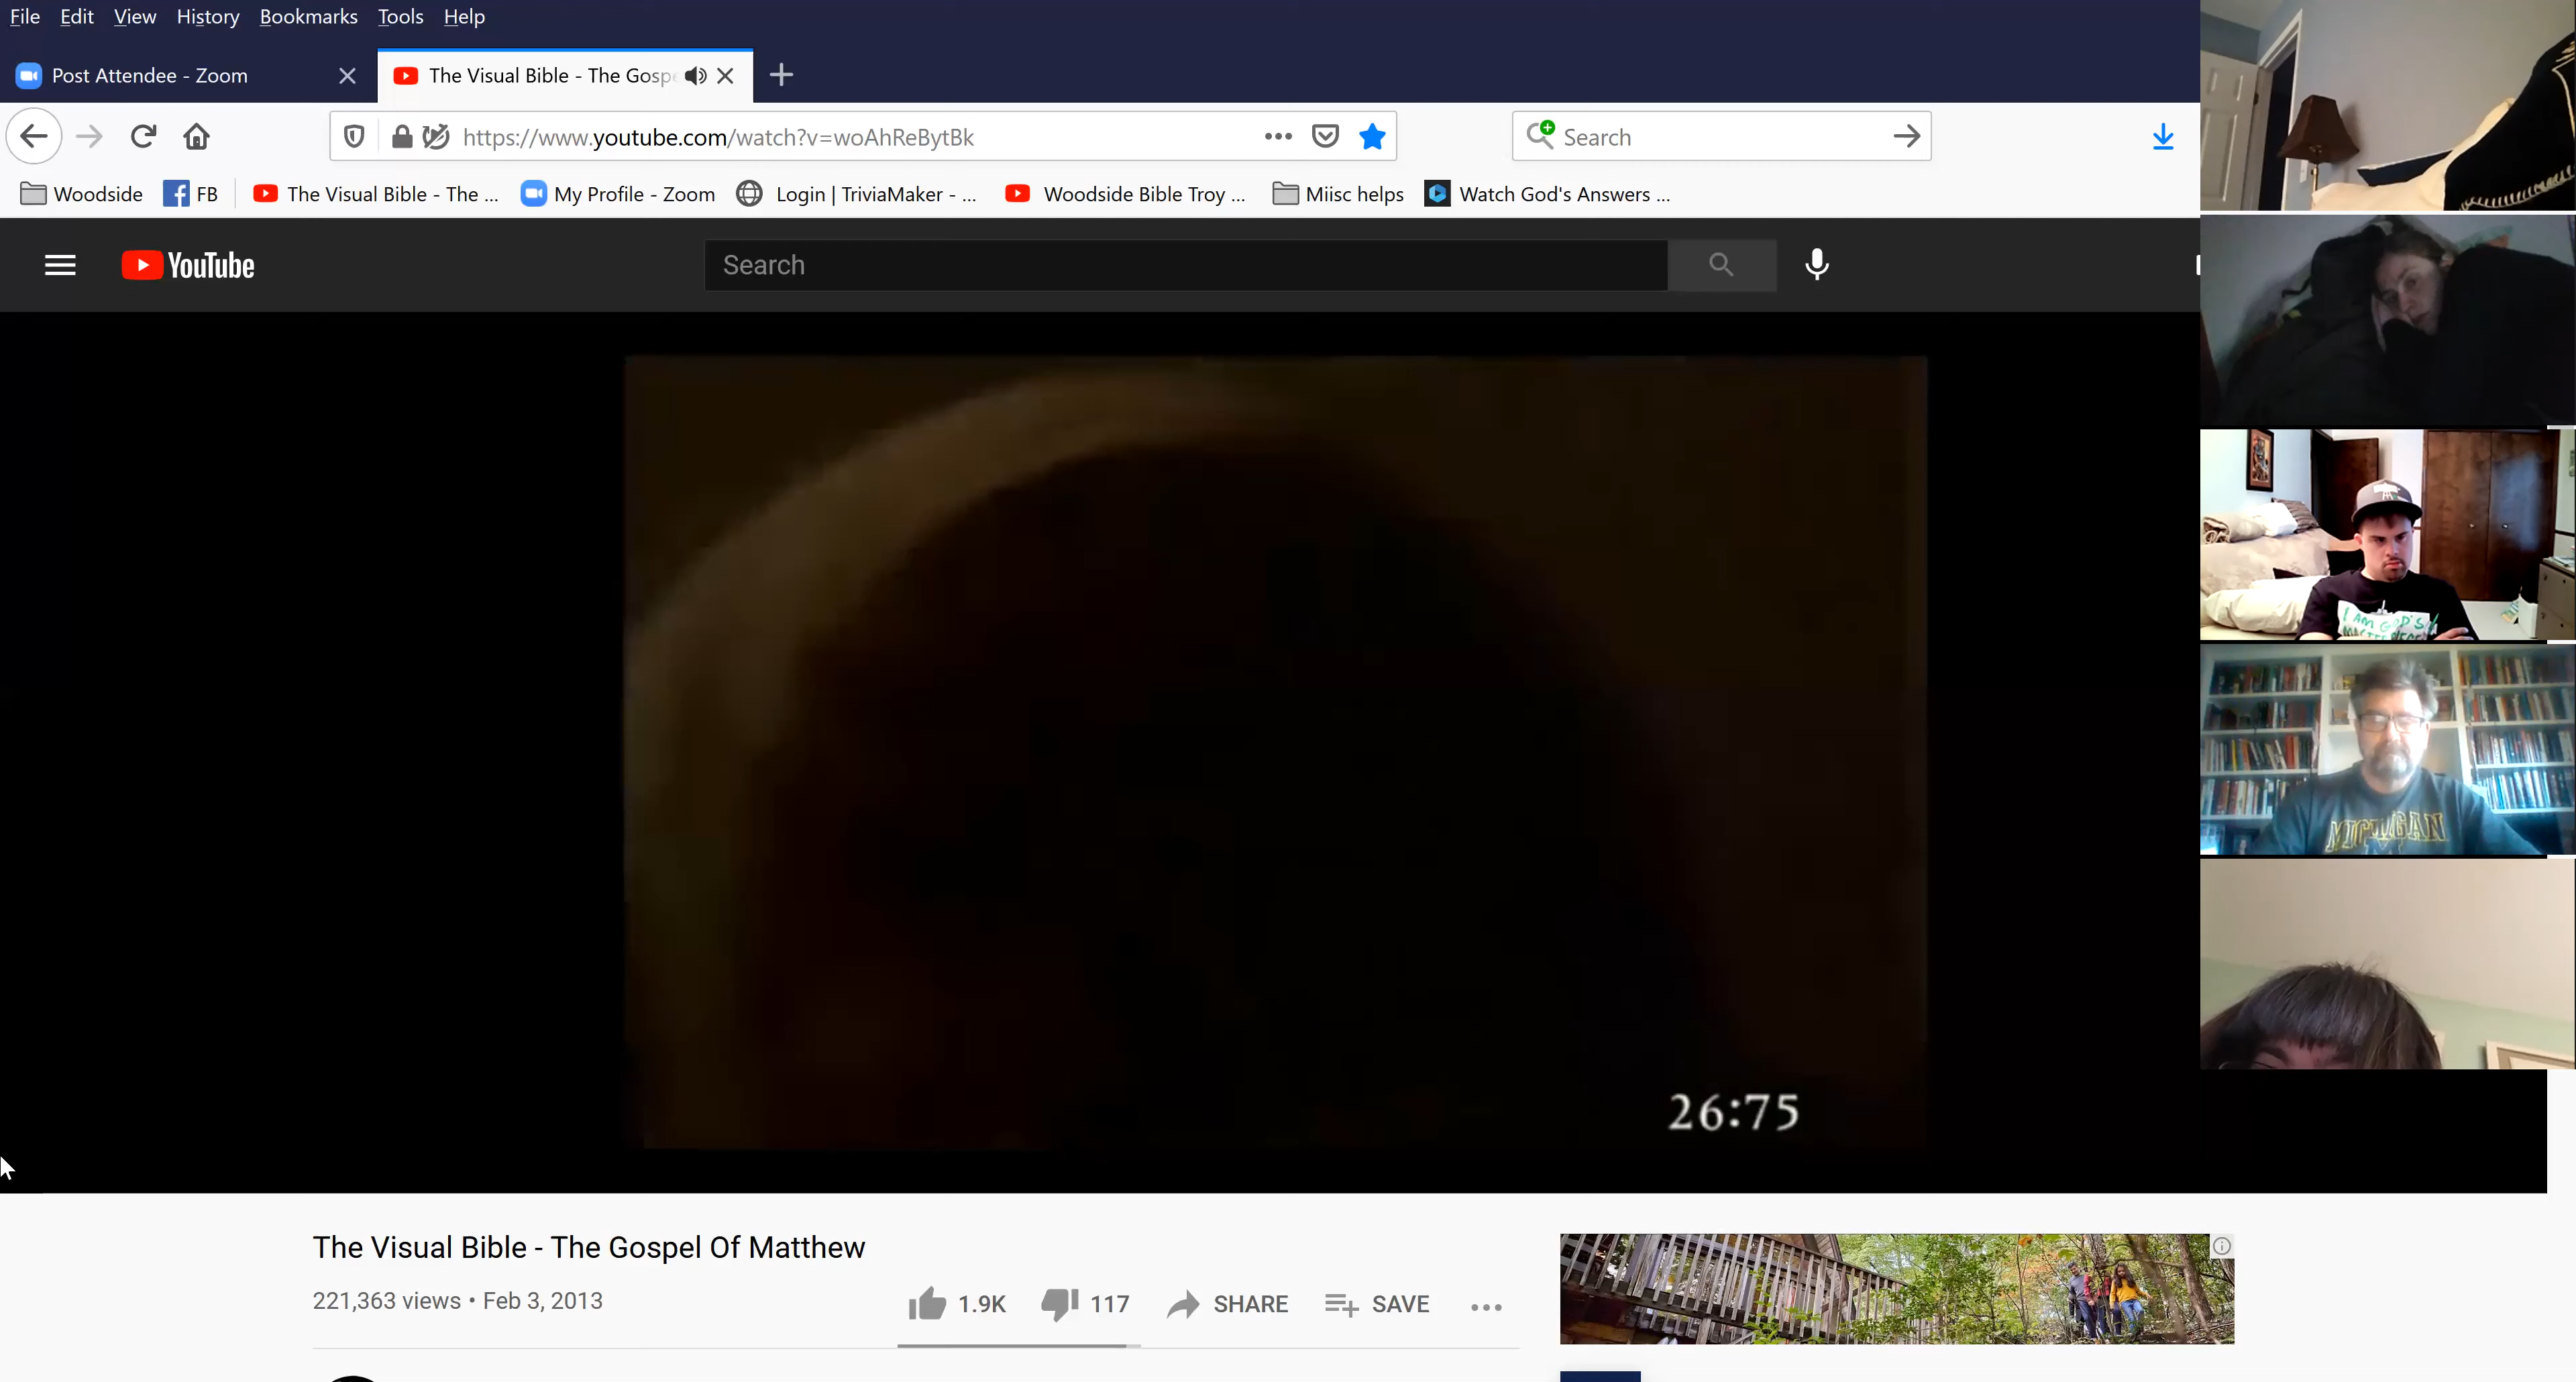 File Edit View History Bookmarks Tools Help
Post Attendee - Zoom
The Visual Bible - The Gosp
https://www.youtube.com/watch?v=woAhReBytBk
Search
Woodside
FB
The Visual Bible - The ...
My Profile - Zoom
Login | TriviaMaker - ...
Woodside Bible Troy ...
Miisc helps
Watch God's Answers ...
YouTube
Search
I AM GOD'S
MICHIGAN
26:75
The Visual Bible - The Gospel Of Matthew
221,363 views • Feb 3, 2013
1.9K
117
SHARE
SAVE